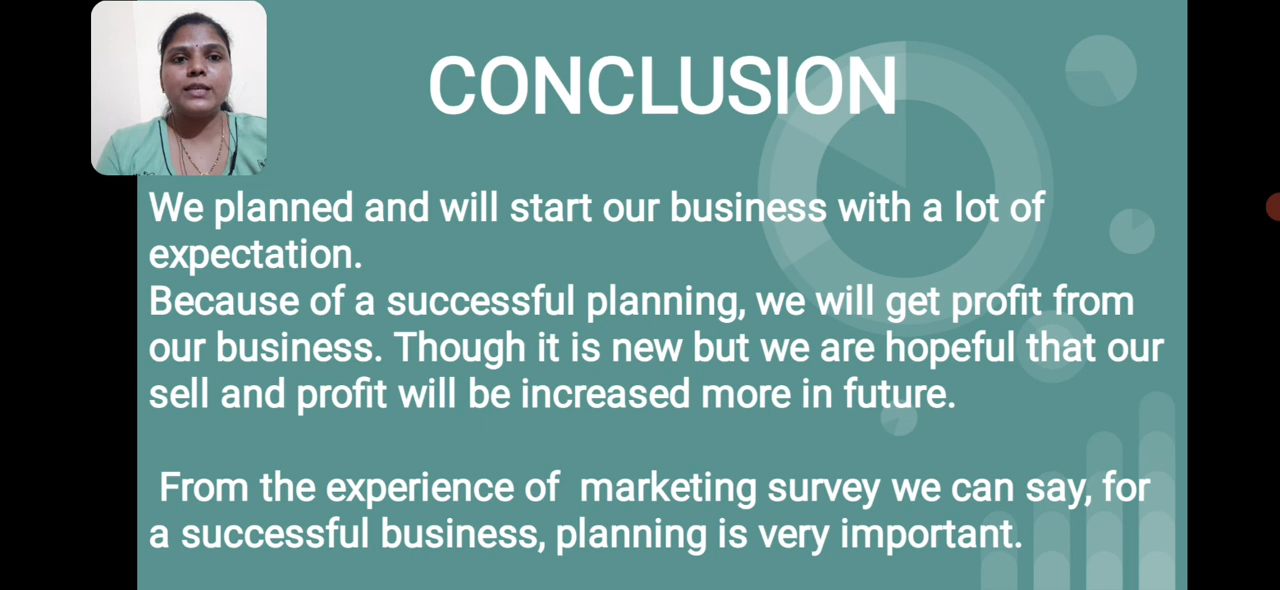 CONCLUSION
We planned and will start our business with a lot of
expectation.
Because of a successful planning, we will get profit from
our business. Though it is new but we are hopeful that our
sell and profit will be increased more in future.
From the experience of  marketing survey we can say, for
a successful business, planning is very important.